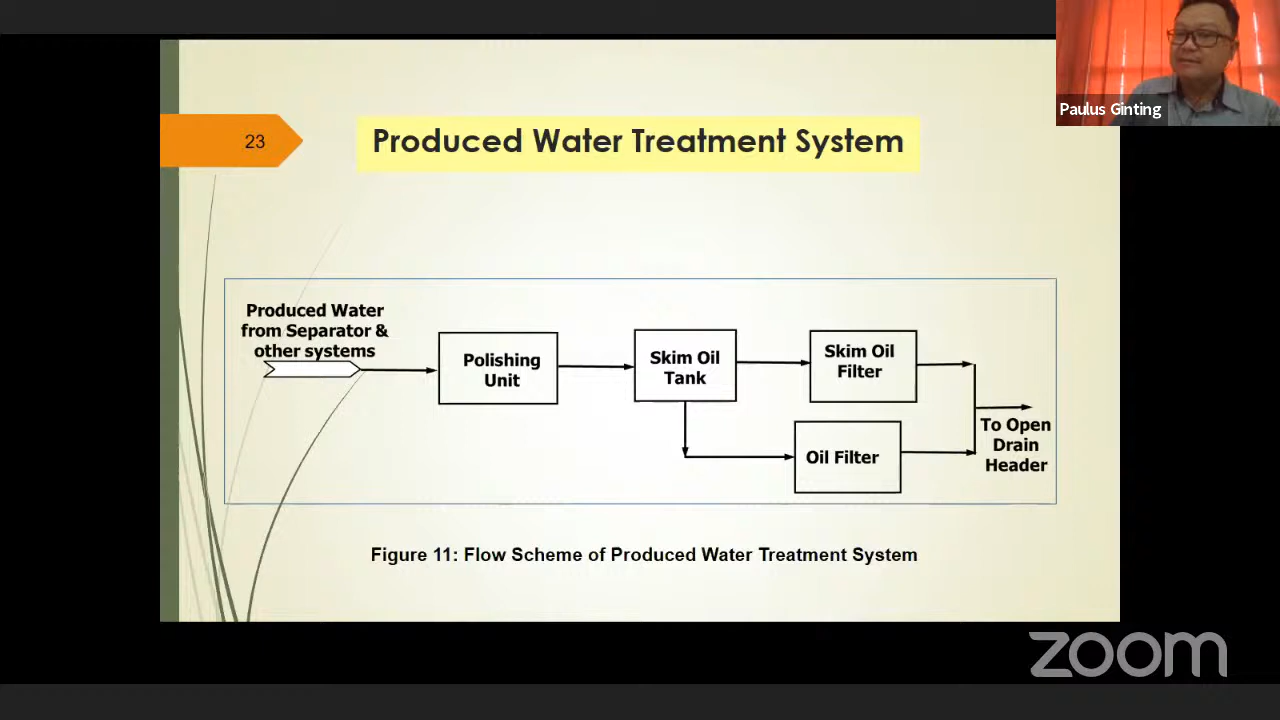 Paulus Ginting
23
Produced Water Treatment System
Produced Water
from Separator &
other systems
Polishing
Unit
Skim Oil
Tank
Skim Oil
Filter
Oil Filter
To Open
Drain
Header
Figure 11: Flow Scheme of Produced Water Treatment System
zoom